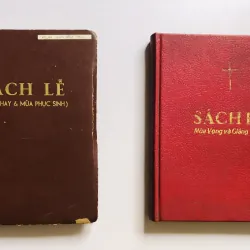 ÁCH LỄ
HAY & MÙA PHỤC SINH)
SÁCH
Mùa Vọng và Giáng